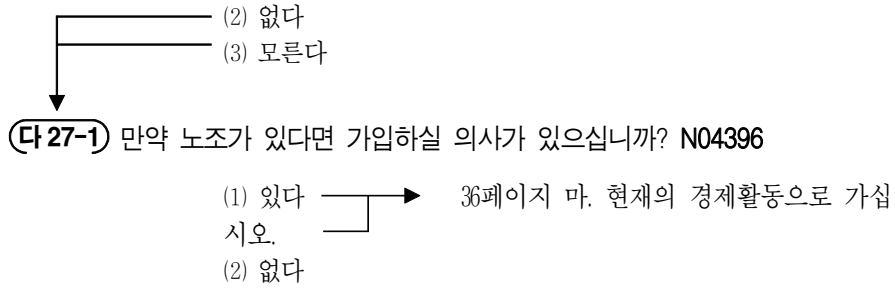 (2) 없다
(3) 모른다
다 27-1 만약 노조가 있다면 가입하실 의사가 있으십니까? N04396
(1) 있다 36페이지 마. 현재의 경제활동으로 가십
시오.
(2) 없다